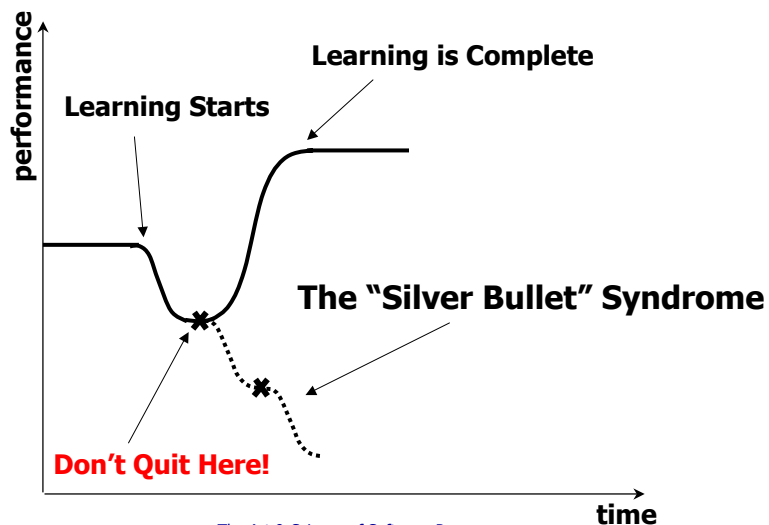 performance
Learning is Complete
Learning Starts
The “Silver Bullet” Syndrome
Don’t Quit Here!
time